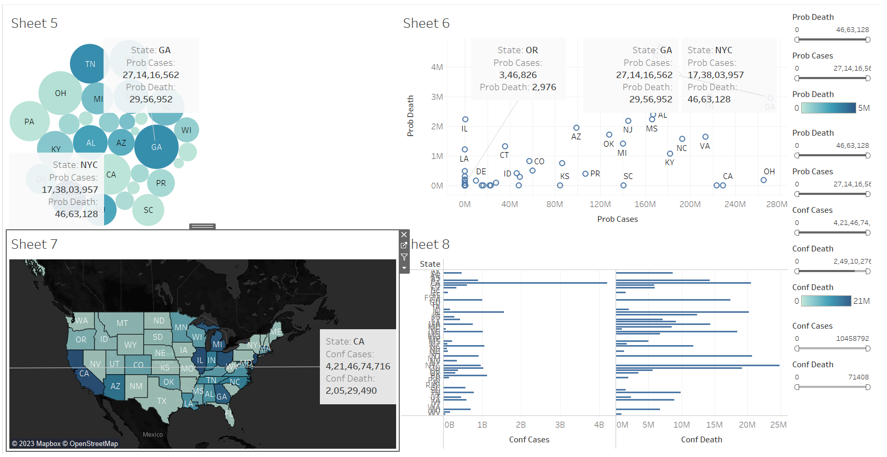 Sheet 5
State: GA
Prob Cases:
27,14,16,562
Prob Death:
29,56,952
TN
OH
MI
PA
WI
AL
AZ
KY
GA
State: NYC
Prob Cases:
17,38,03,957
Prob Death:
46,63,128
CA
PR
SC
Sheet 6
State: OR
Prob Cases:
3,46,826
Prob Death: 2,976
State: GA
Prob Cases:
27,14,16,562
Prob Death:
29,56,952
State: NYC
Prob Cases:
17,38,03,957
Prob Death:
46,63,128
Prob Death
4M
3M
2M
1M
0M
IL
LA
DE
CT
ID
CO
KS
AZ
PR
OK
MI
NJ
SC
MS
AL
KY
NC
VA
CA
OH
GA
0M
40M
80M
120M
160M
200M
240M
280M
Prob Cases
Prob Death
0 46,63,128
Prob Cases
0 27,14,16,56
Prob Death
0 5M
Prob Death
0 46,63,128
Prob Cases
0 27,14,16,56
Conf Cases
0 4,21,46,74,
Conf Death
0 2,49,10,276
Conf Death
0 21M
Conf Cases
0 10458792
Conf Death
0 71408
Sheet 7
WA
MT
ND
MN
OR
ID
SD
WI
MI
WY
IA
NE
NV
UT
CO
IL
IN
CA
KS
MO
AZ
NM
OK
TN
NC
MS
AL
GA
TX
LA
FL
NY
ME
Mexico
State: CA
Conf Cases:
4,21,46,74,716
Conf Death:
2,05,29,490
© 2023 Mapbox © OpenStreetMap
heet 8
State
0B
1B
2B
3B
4B
Conf Cases
0M
5M
10M
15M
20M
25M
Conf Death